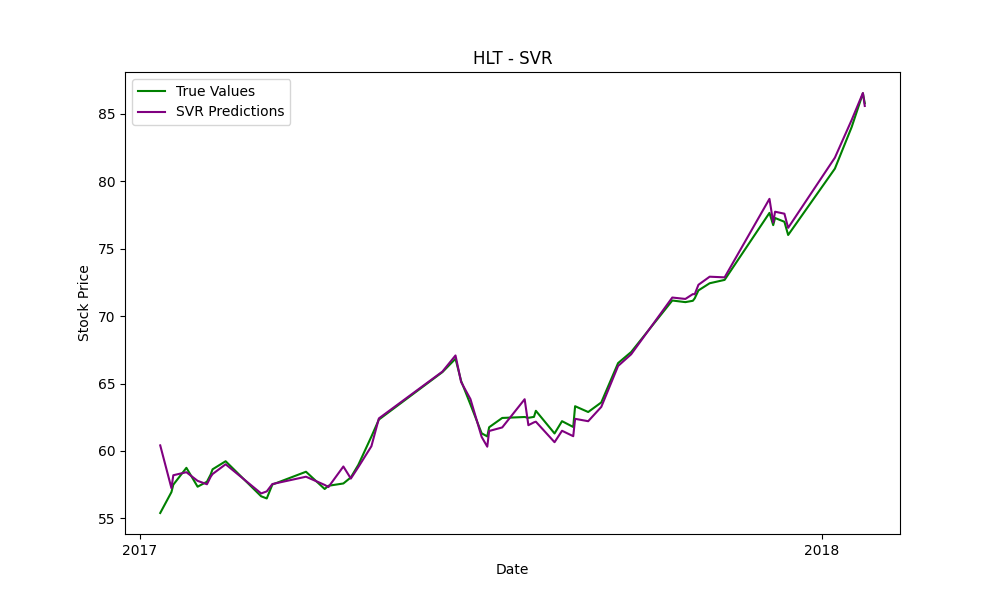 HLT - SVR
True Values
SVR Predictions
85
80
75
70
65
60
55
Stock Price
2017
2018
Date